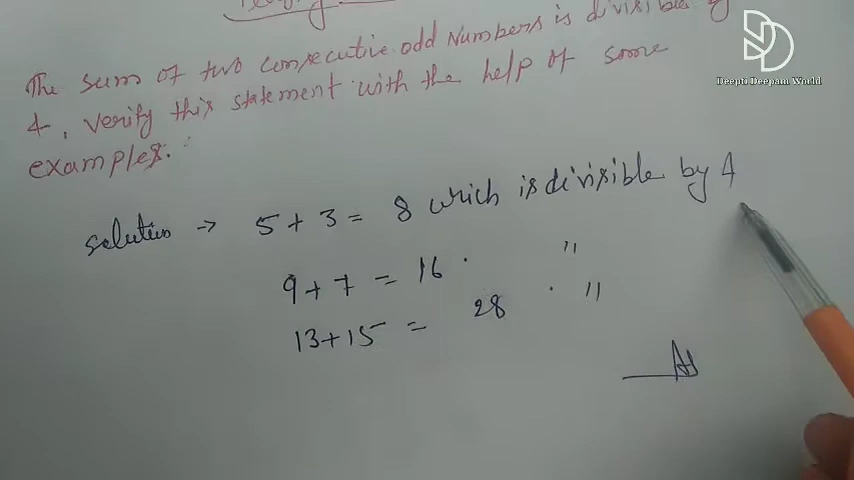 The sum of two consecutive odd Numbers is divisible by
4. Verify this statement with the help of some
examples.
Solution → 5 + 3 = 8 which is divisible by 4
9 + 7 = 16 . "
13 + 15 = 28 . "
Deepti Deepam World